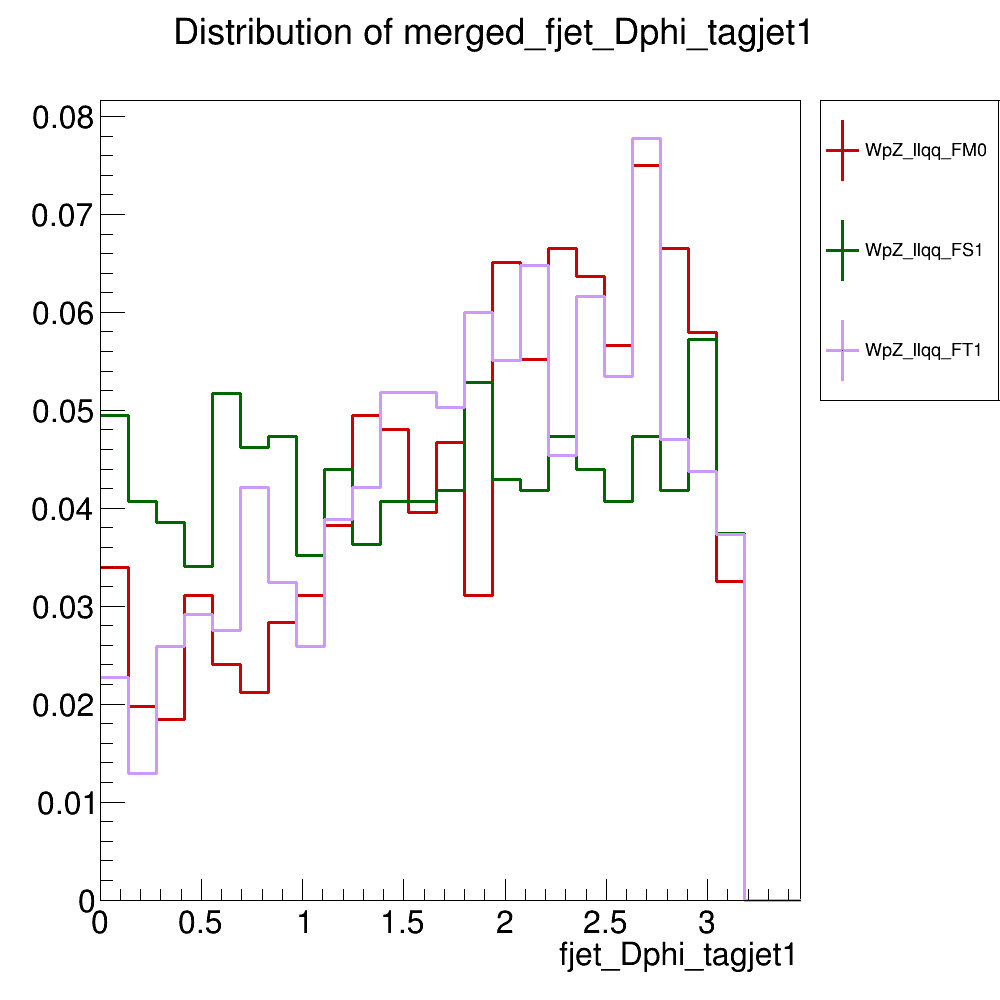 Distribution of merged_fjet_Dphi_tagjet1
0.08
0.07
0.06
0.05
0.04
0.03
0.02
0.01
0
0 0.5 1 1.5 2 2.5 3
fjet_Dphi_tagjet1
WpZ_llqq_FM0
WpZ_llqq_FS1
WpZ_llqq_FT1